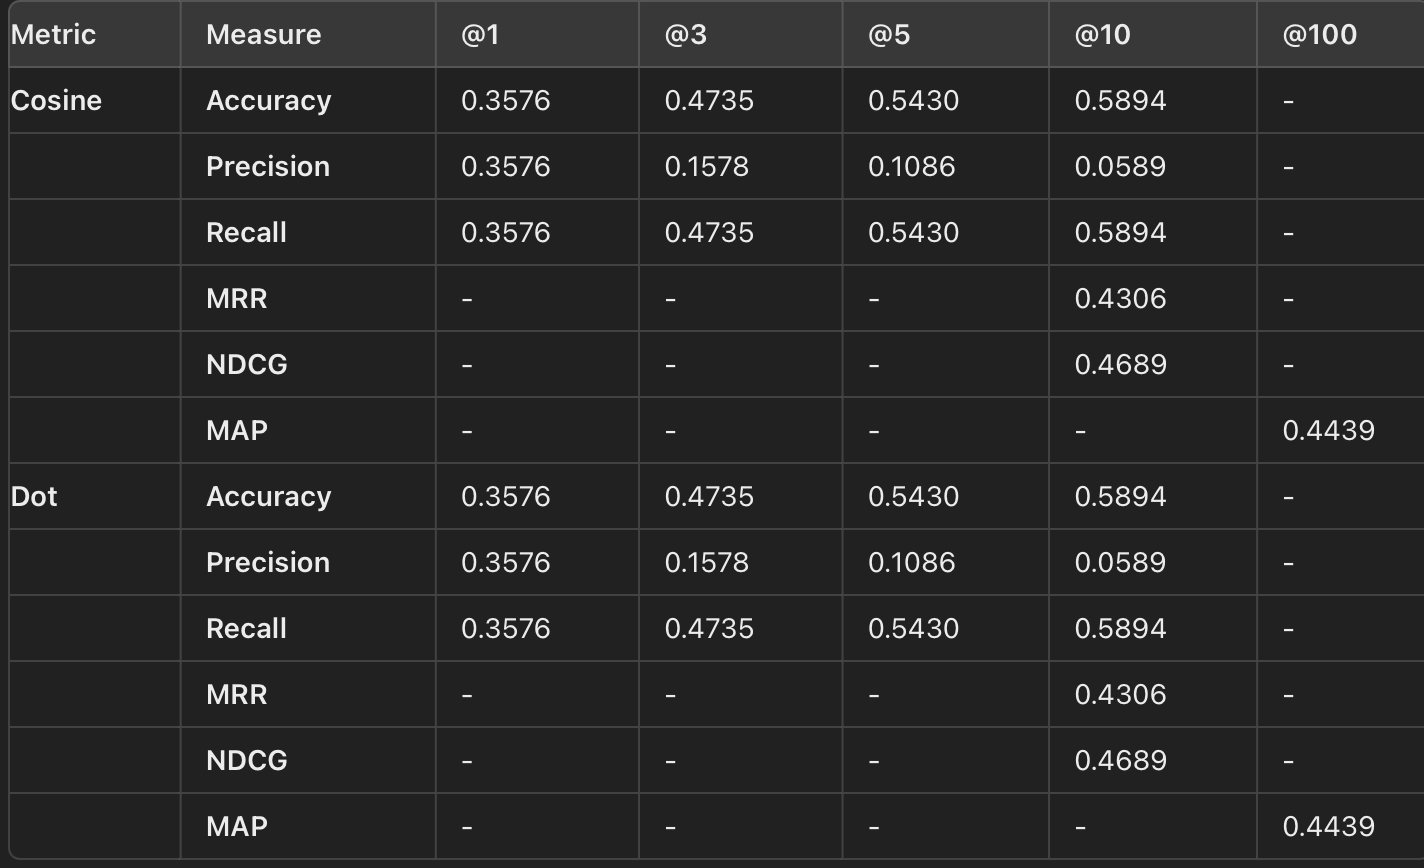 Metric Measure @1 @3 @5 @10 @100
Cosine Accuracy 0.3576 0.4735 0.5430 0.5894 -
Precision 0.3576 0.1578 0.1086 0.0589 -
Recall 0.3576 0.4735 0.5430 0.5894 -
MRR - - - 0.4306 -
NDCG - - - 0.4689 -
MAP - - - - 0.4439
Dot Accuracy 0.3576 0.4735 0.5430 0.5894 -
Precision 0.3576 0.1578 0.1086 0.0589 -
Recall 0.3576 0.4735 0.5430 0.5894 -
MRR - - - 0.4306 -
NDCG - - - 0.4689 -
MAP - - - - 0.4439